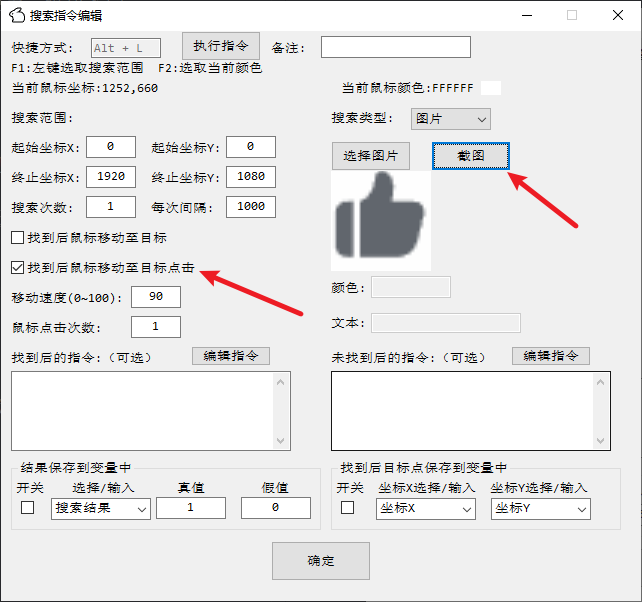 搜索指令编辑
快捷方式: Alt + L 执行指令 备注:
F1:左键选取搜索范围 F2:选取当前颜色
当前鼠标坐标:1252,660 当前鼠标颜色:FFFFFF
搜索范围: 搜索类型: 图片
起始坐标X: 0 起始坐标Y: 0 选择图片 截图
终止坐标X: 1920 终止坐标Y: 1080
搜索次数: 1 每次间隔: 1000
找到后鼠标移动至目标
找到后鼠标移动至目标点击
颜色:
移动速度(0~100): 90
鼠标点击次数: 1 文本:
找到后的指令:（可选） 编辑指令 未找到后的指令:（可选） 编辑指令
结果保存到变量中 找到后目标点保存到变量中
开关 选择/输入 真值 假值 开关 坐标X选择/输入 坐标Y选择/输入
搜索结果 1 0 坐标X 坐标Y
确定